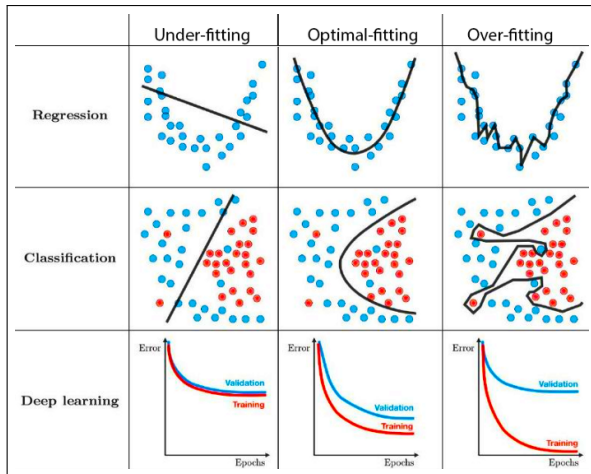 Under-fitting Optimal-fitting Over-fitting
Regression
Classification
Deep learning
Error
Validation
Training
Epochs
Error
Validation
Training
Epochs
Error
Validation
Training
Epochs